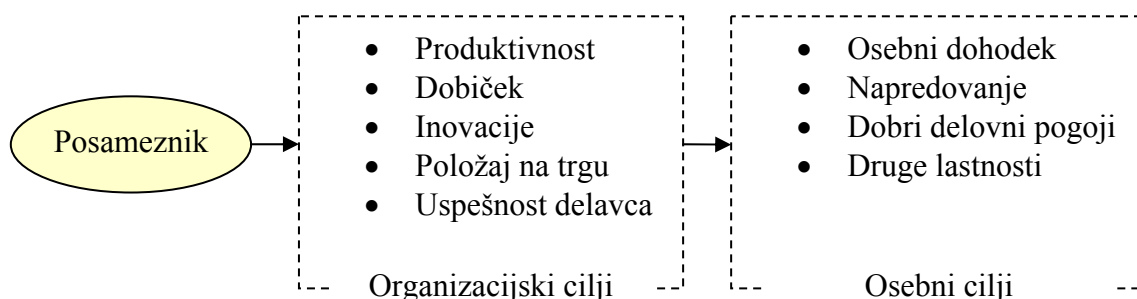 Posameznik
• Produktivnost
• Dobiček
• Inovacije
• Položaj na trgu
• Uspešnost delavca
Organizacijski cilji
• Osebni dohodek
• Napredovanje
• Dobri delovni pogoji
• Druge lastnosti
Osebni cilji